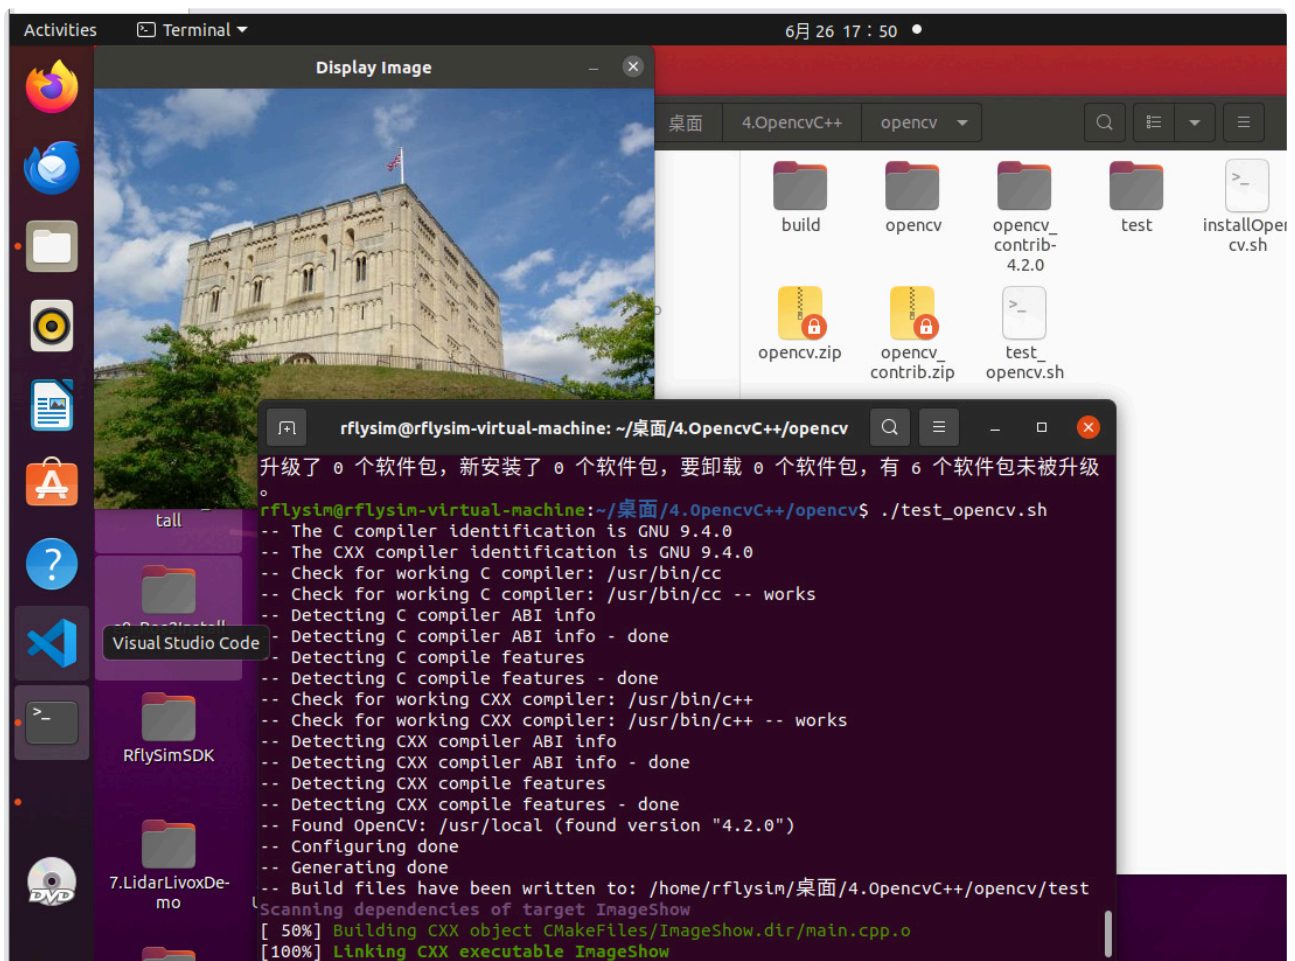 Activities
Terminal
6月 26 17：50
Display Image
桌面
4.OpencvC++
opencv
build
opencv
opencv_
contrib-
4.2.0
test
installOpen
cv.sh
opencv.zip
opencv_
contrib.zip
test_
opencv.sh
rflysim@rflysim-virtual-machine: ~/桌面/4.OpencvC++/opencv
升级了 0 个软件包，新安装了 0 个软件包，要卸载 0 个软件包，有 6 个软件包未被升级
。
rflysim@rflysim-virtual-machine:~/桌面/4.OpencvC++/opencv$ ./test_opencv.sh
-- The C compiler identification is GNU 9.4.0
-- The CXX compiler identification is GNU 9.4.0
-- Check for working C compiler: /usr/bin/cc
-- Check for working C compiler: /usr/bin/cc -- works
-- Detecting C compiler ABI info
-- Detecting C compiler ABI info - done
-- Detecting C compile features
-- Detecting C compile features - done
-- Check for working CXX compiler: /usr/bin/c++
-- Check for working CXX compiler: /usr/bin/c++ -- works
-- Detecting CXX compiler ABI info
-- Detecting CXX compiler ABI info - done
-- Detecting CXX compile features
-- Detecting CXX compile features - done
-- Found OpenCV: /usr/local (found version "4.2.0")
-- Configuring done
-- Generating done
-- Build files have been written to: /home/rflysim/桌面/4.OpencvC++/opencv/test
Scanning dependencies of target ImageShow
[ 50%] Building CXX object CMakeFiles/ImageShow.dir/main.cpp.o
[100%] Linking CXX executable ImageShow
tall
Visual Studio Code
RflySimSDK
7.LidarLivoxDe-
mo
DVD